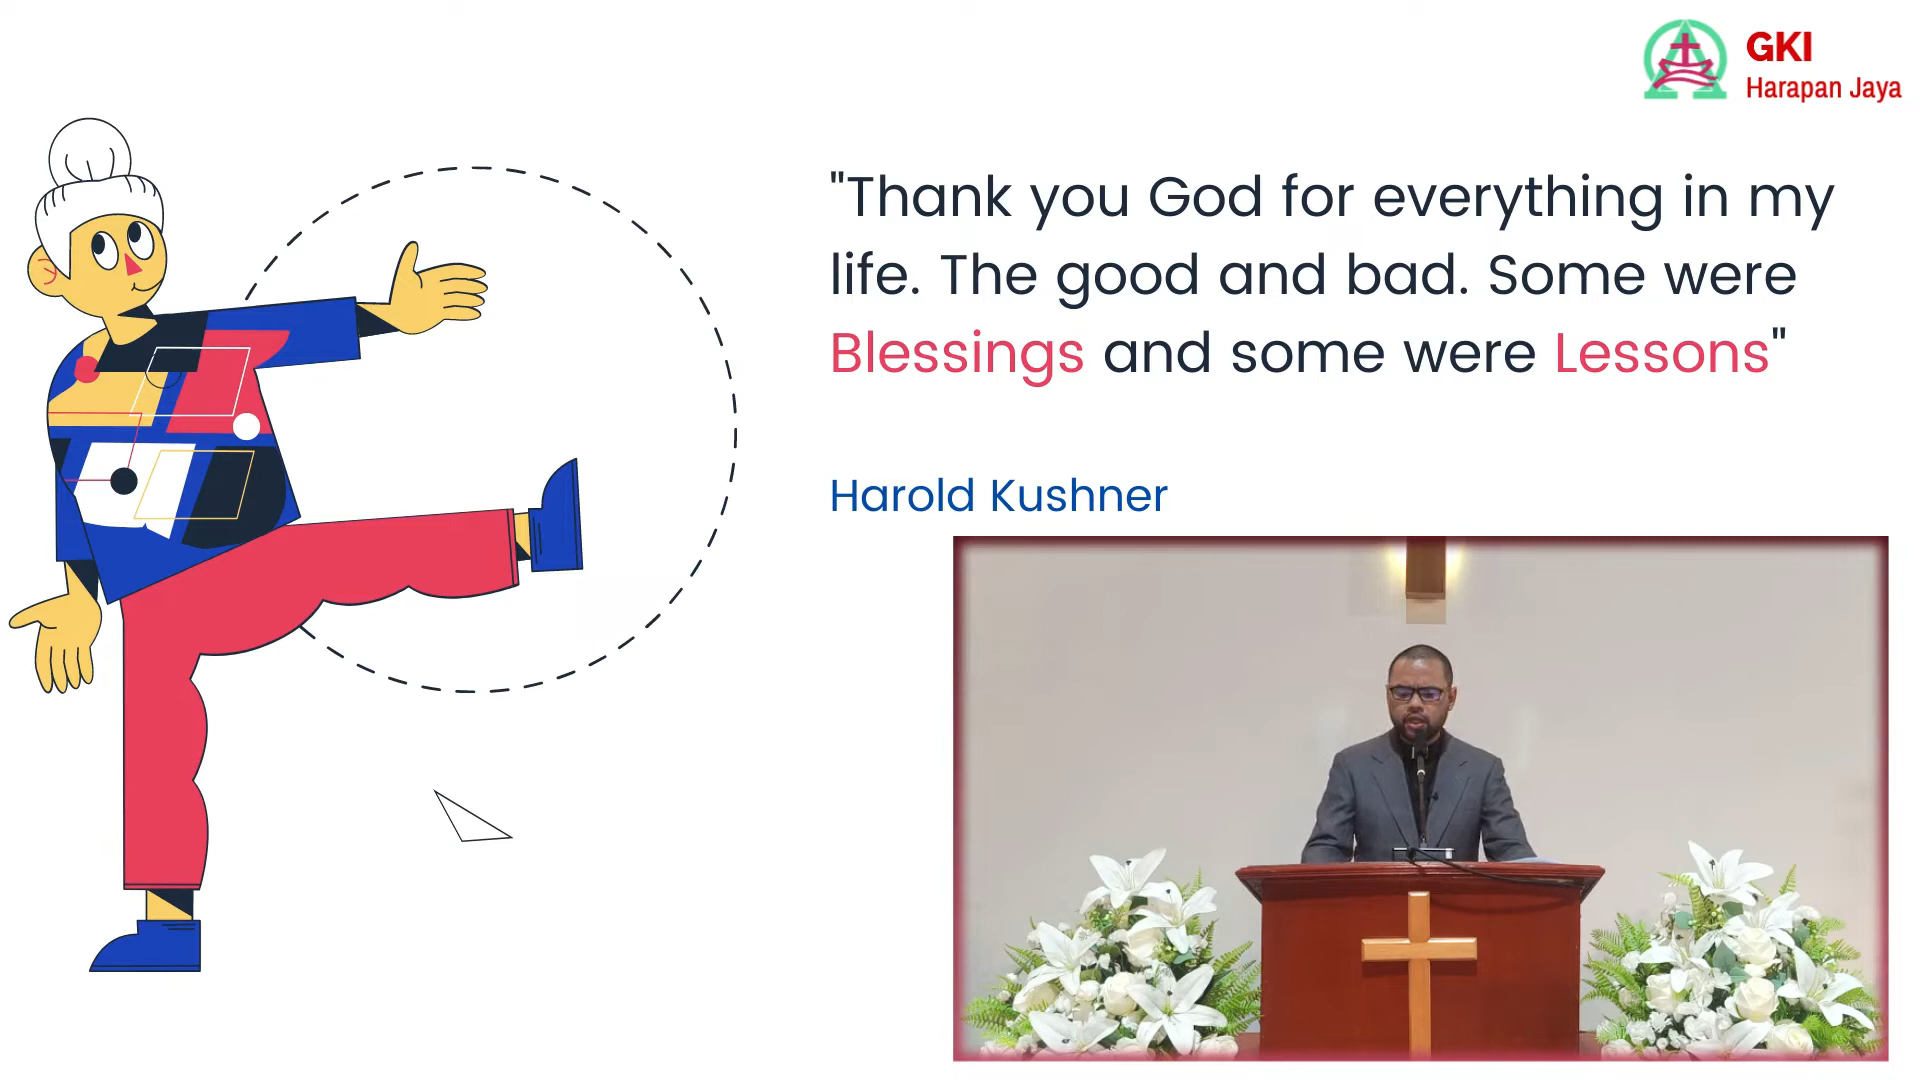 GKI
Harapan Jaya
"Thank you God for everything in my
life. The good and bad. Some were
Blessings and some were Lessons"
Harold Kushner